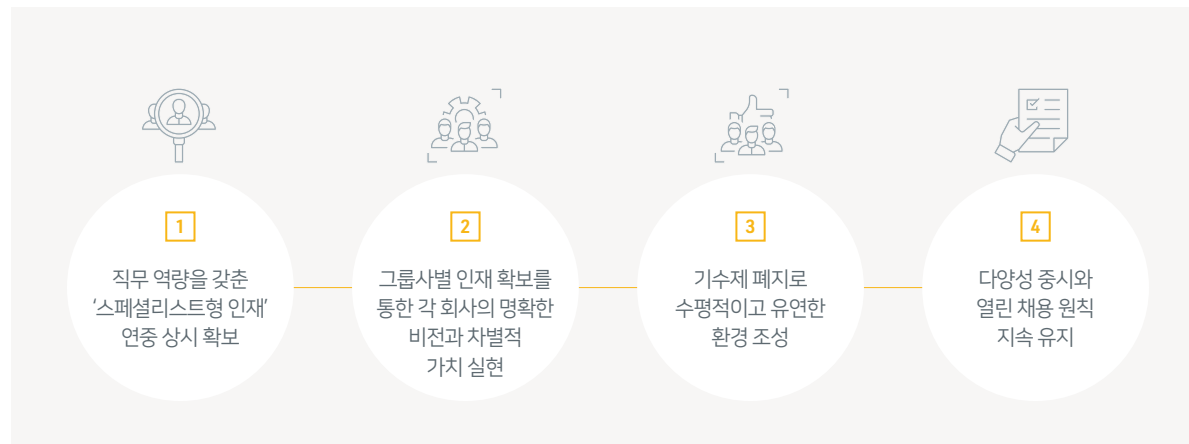 1
직무 역량을 갖춘
‘스페셜리스트형 인재’
연중 상시 확보
2
그룹사별 인재 확보를
통한 각 회사의 명확한
비전과 차별적
가치 실현
3
기수제 폐지로
수평적이고 유연한
환경 조성
4
다양성 중시와
열린 채용 원칙
지속 유지